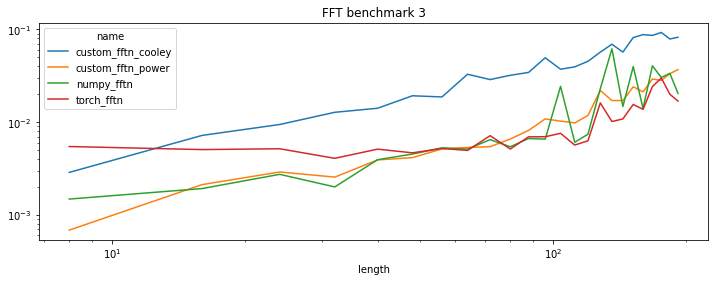 FFT benchmark 3
10⁻¹
10⁻²
10⁻³
name
custom_fftn_cooley
custom_fftn_power
numpy_fftn
torch_fftn
10¹
10²
length